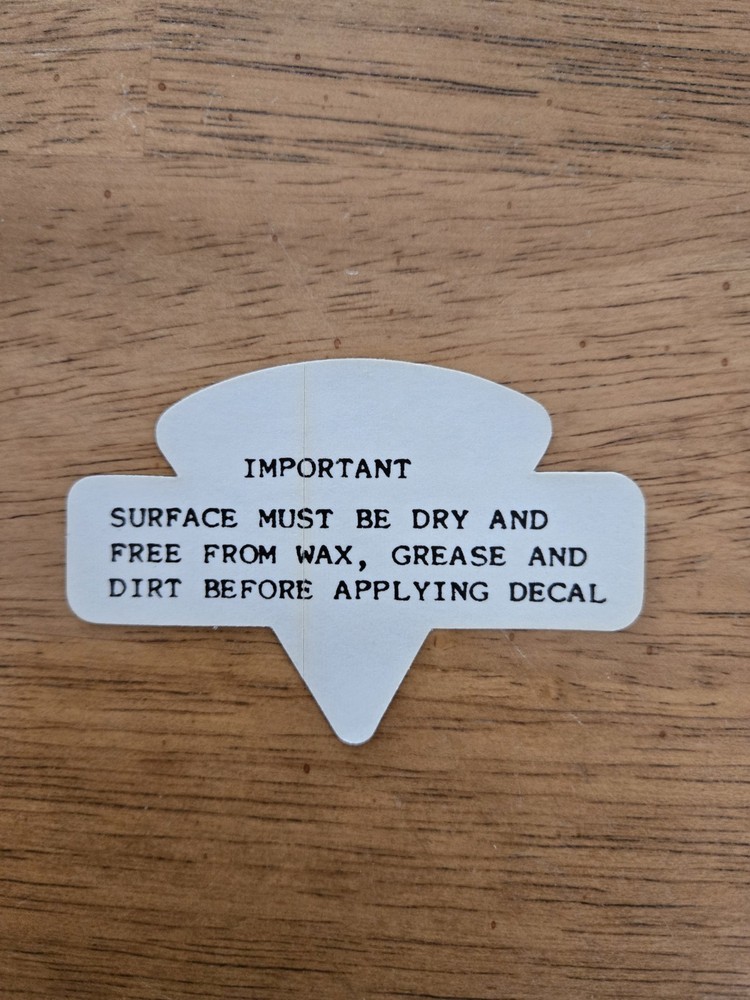 IMPORTANT
SURFACE MUST BE DRY AND
FREE FROM WAX, GREASE AND
DIRT BEFORE APPLYING DECAL